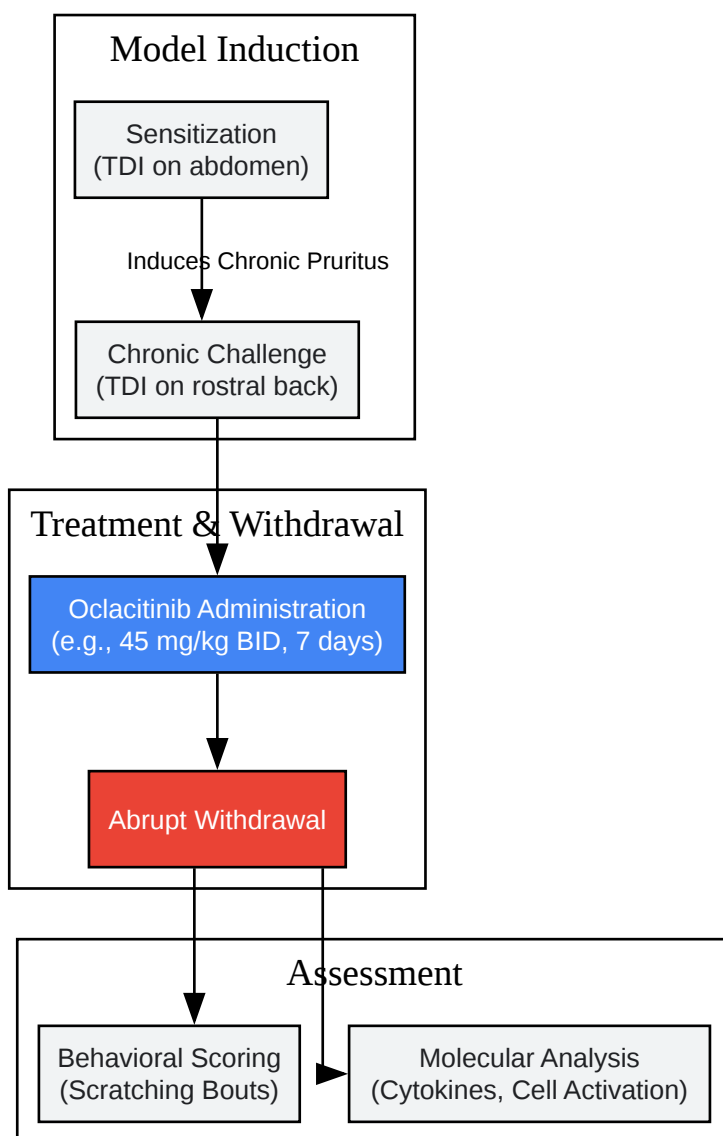 Model Induction
Sensitization
(TDI on abdomen)
Induces Chronic Pruritus
Chronic Challenge
(TDI on rostral back)
Treatment & Withdrawal
Oclacitinib Administration
(e.g., 45 mg/kg BID, 7 days)
Abrupt Withdrawal
Assessment
Behavioral Scoring
(Scratching Bouts)
Molecular Analysis
(Cytokines, Cell Activation)